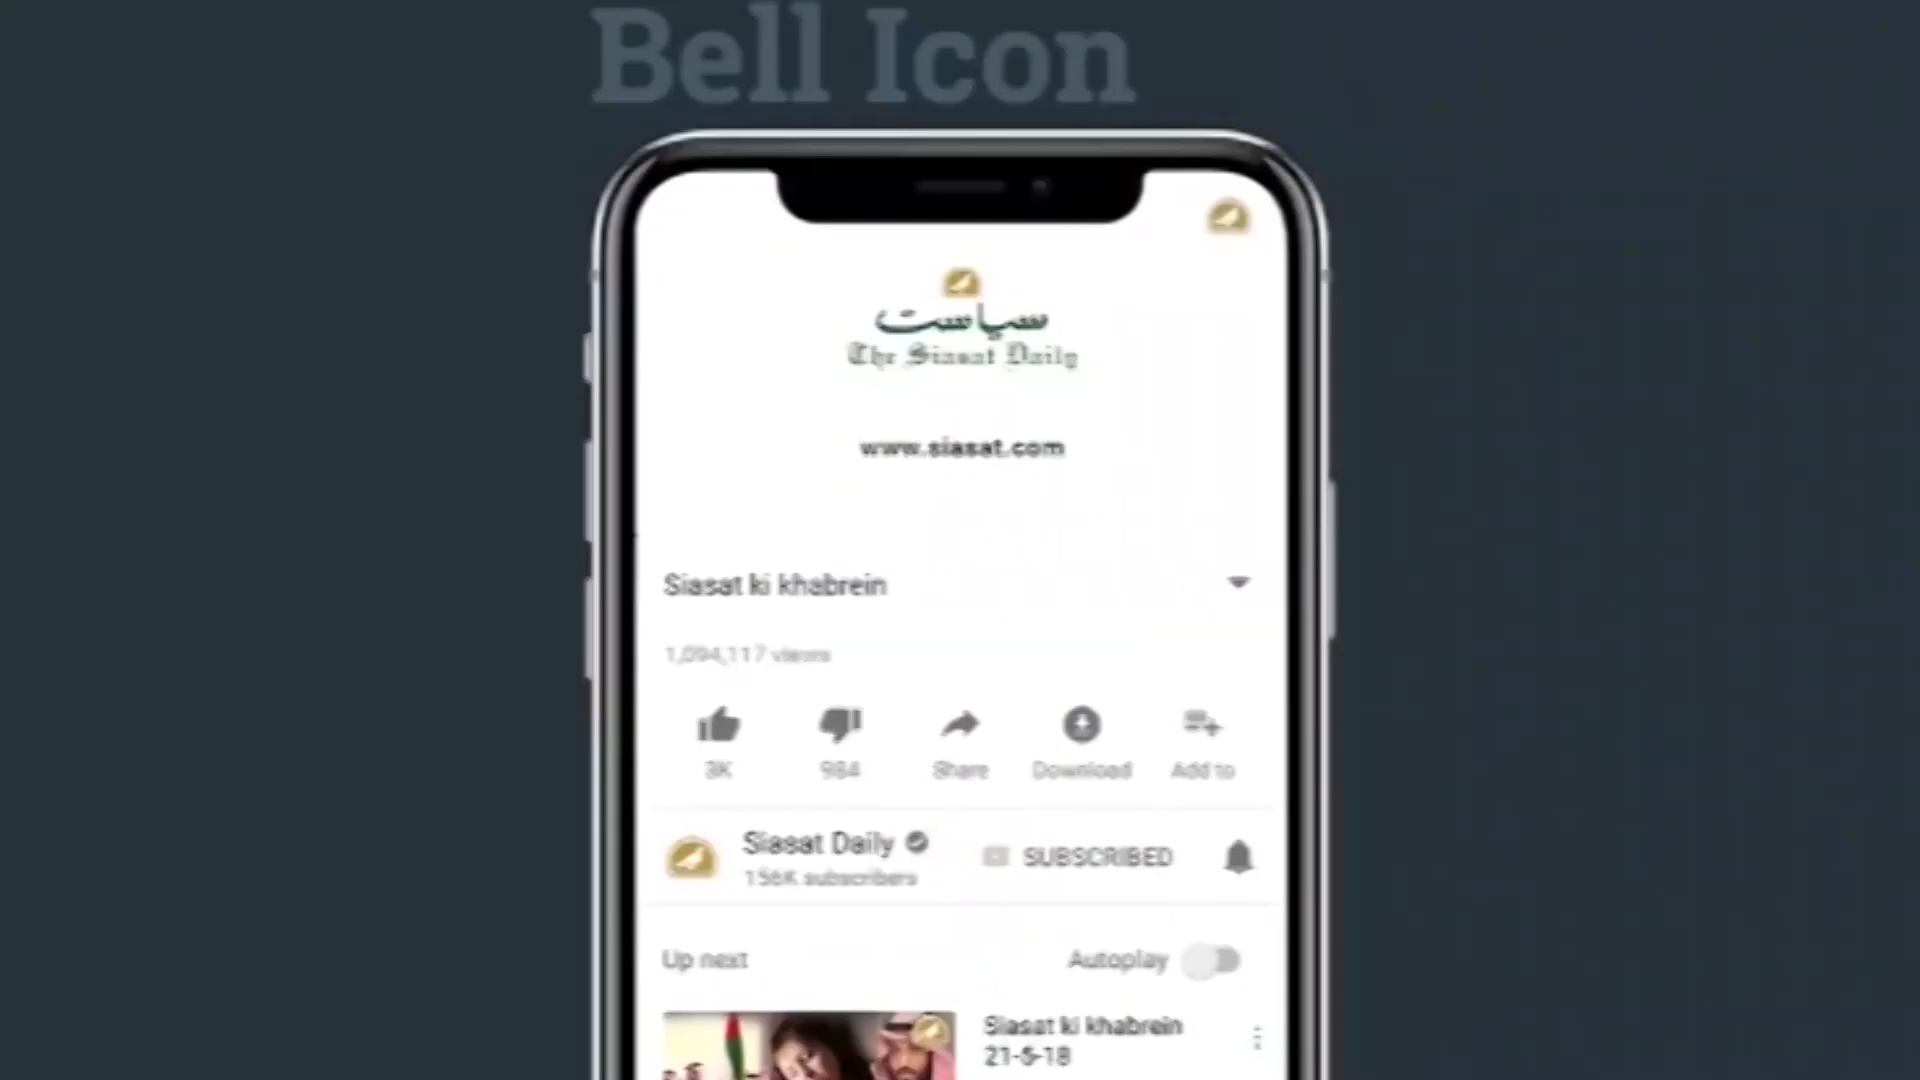 Bell Icon
سیاست
The Siasat Daily
www.siasat.com
Siasat ki khabrein
1,094,117 views
3K
984
Share
Download
Add to
Siasat Daily
SUBSCRIBED
156K subscribers
Up next
Autoplay
Siasat ki khabrein
21-5-18